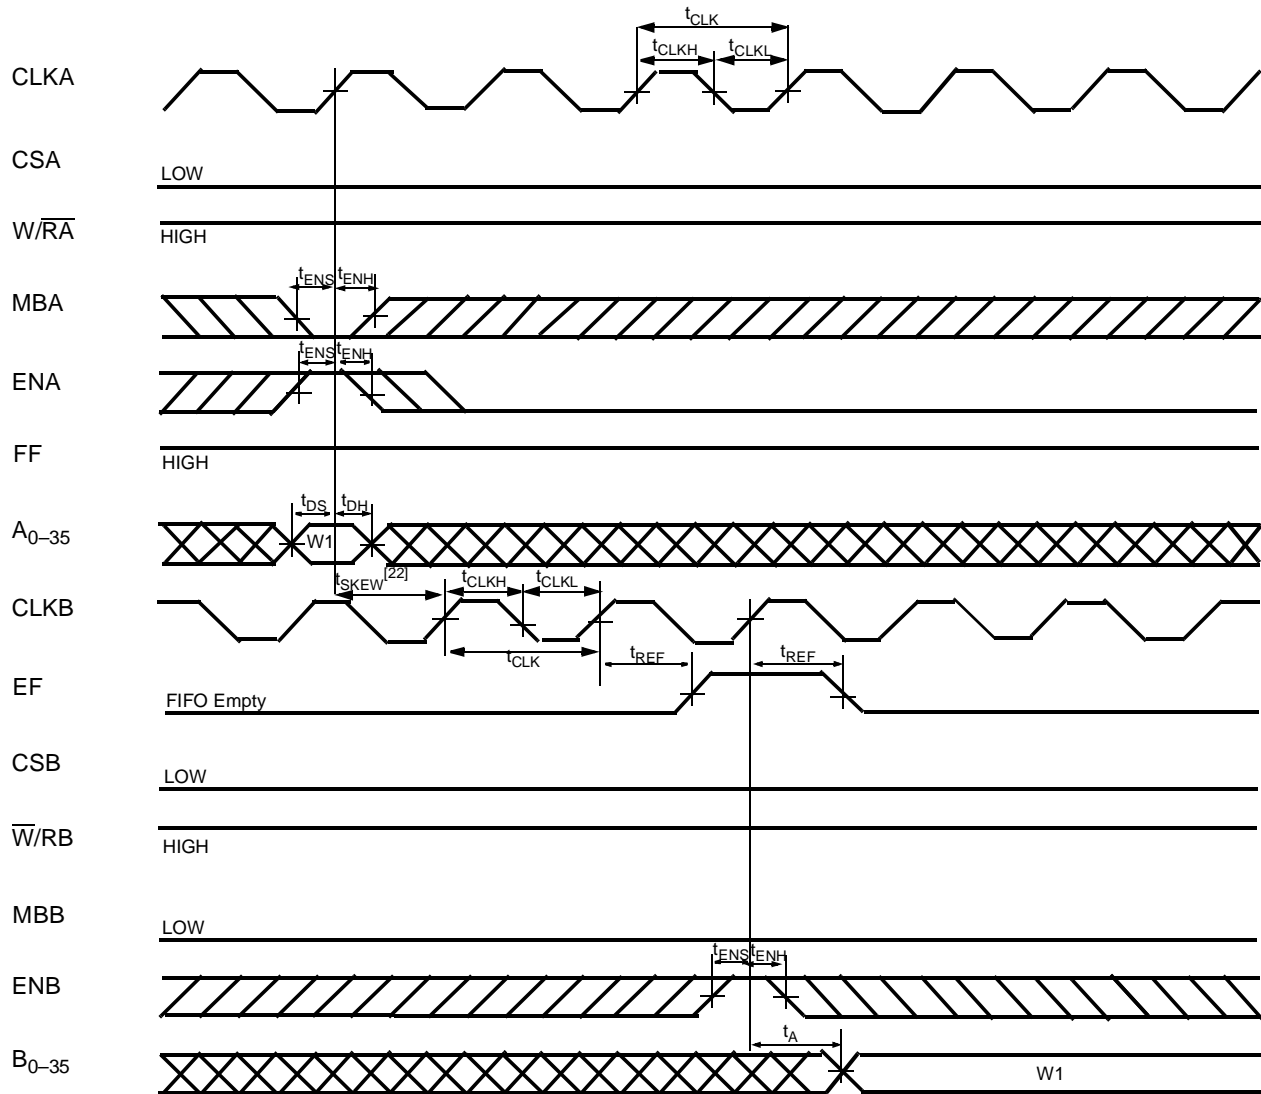 tCLK
tCLKH tCLKL
CLKA
CSA
LOW
W/RA
HIGH
tENS tENH
MBA
tENS tENH
ENA
FF
HIGH
tDS tDH
A0–35
W1
tSKEW[22] tCLKH tCLKL
CLKB
tCLK tREF tREF
EF
FIFO Empty
CSB
LOW
W/RB
HIGH
MBB
LOW
tENS tENH
ENB
tA
B0–35
W1